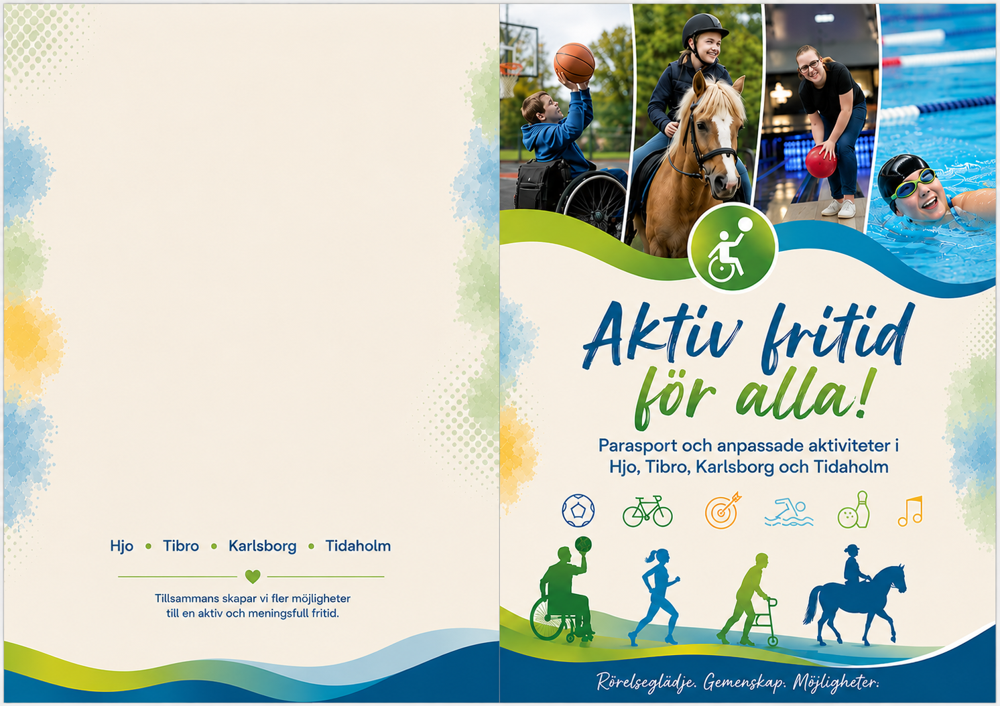 Hjo • Tibro • Karlsborg • Tidaholm
Tillsammans skapar vi fler möjligheter
till en aktiv och meningsfull fritid.
Aktiv fritid
för alla!
Parasport och anpassade aktiviteter i
Hjo, Tibro, Karlsborg och Tidaholm
Rörelseglädje. Gemenskap. Möjligheter.